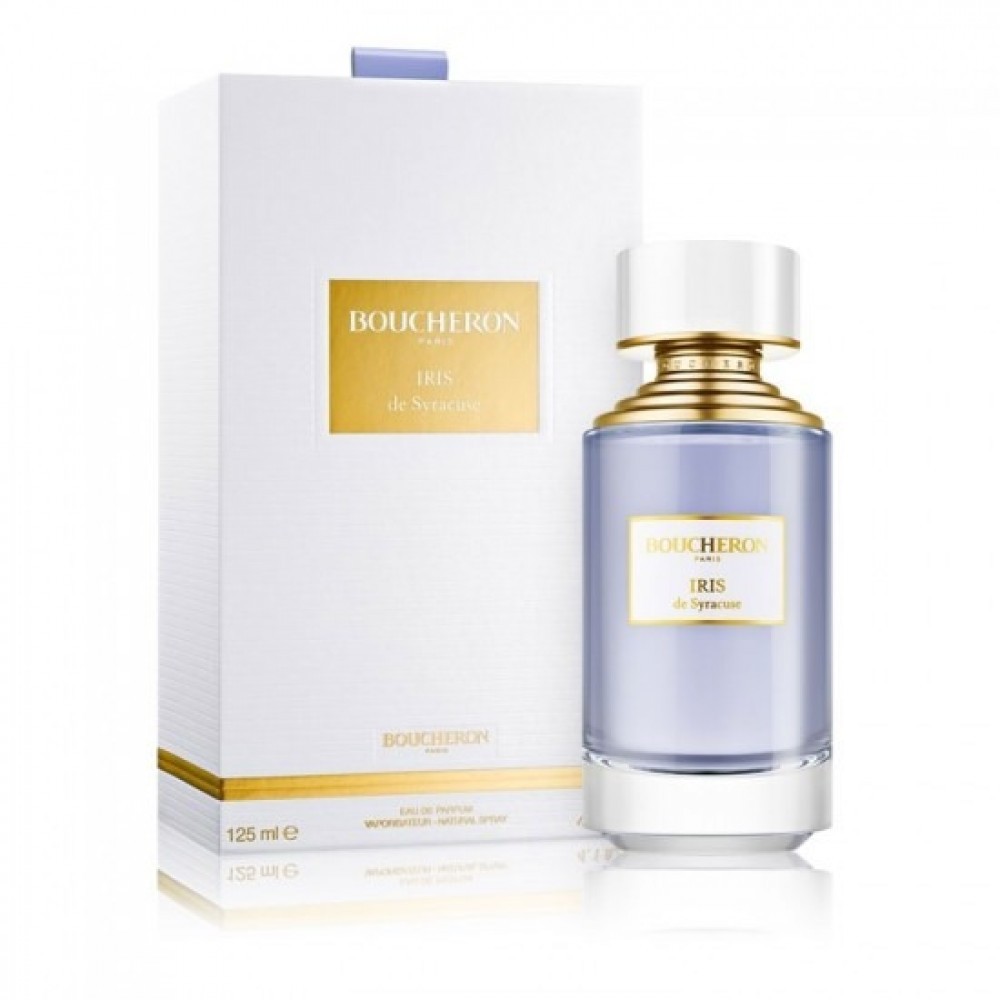 BOUCHERON
PARIS
IRIS
de Syracuse
BOUCHERON
PARIS
EAU DE PARFUM
VAPORISATEUR - NATURAL SPRAY
125 ml e
BOUCHERON
PARIS
IRIS
de Syracuse